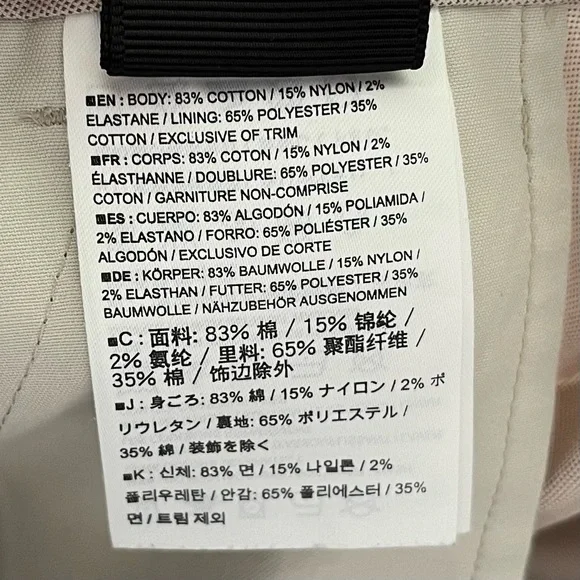 ■EN : BODY: 83% COTTON / 15% NYLON / 2%
ELASTANE / LINING: 65% POLYESTER / 35%
COTTON / EXCLUSIVE OF TRIM
■FR : CORPS: 83% COTON / 15% NYLON / 2%
ÉLASTHANNE / DOUBLURE: 65% POLYESTER / 35%
COTON / GARNITURE NON-COMPRISE
■ES : CUERPO: 83% ALGODÓN / 15% POLIAMIDA /
2% ELASTANO / FORRO: 65% POLIÉSTER / 35%
ALGODÓN / EXCLUSIVO DE CORTE
■DE : KÖRPER: 83% BAUMWOLLE / 15% NYLON /
2% ELASTHAN / FUTTER: 65% POLYESTER / 35%
BAUMWOLLE / NÄHZUBEHÖR AUSGENOMMEN
■C : 面料: 83% 棉 / 15% 锦纶 /
2% 氨纶 / 里料: 65% 聚酯纤维 /
35% 棉 / 饰边除外
■J : 身ごろ: 83% 綿 / 15% ナイロン / 2% ポ
リウレタン / 裏地: 65% ポリエステル /
35% 綿 / 装飾を除く
■K : 신체: 83% 면 / 15% 나일론 / 2%
폴리우레탄 / 안감: 65% 폴리에스터 / 35%
면 / 트림 제외